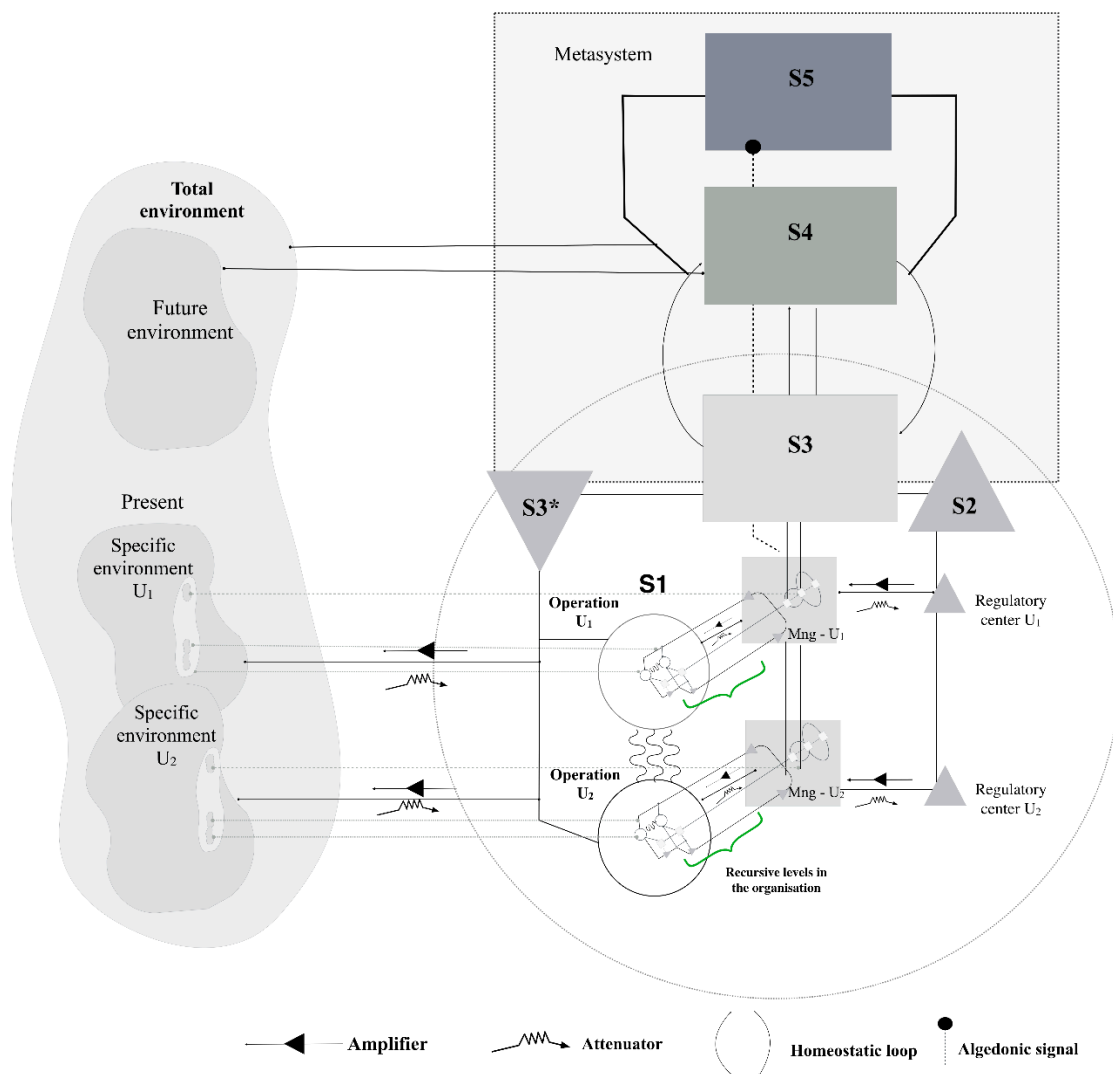 Metasystem
S5
Total
environment
S4
Future
environment
S3
S3*
S2
Present
Specific
environment
U₁
S1
Operation
U₁
Mng - U₁
Regulatory
center U₁
Specific
environment
U₂
Operation
U₂
Mng - U₂
Regulatory
center U₂
Recursive levels in
the organisation
Amplifier
Attenuator
Homeostatic loop
Algedonic signal